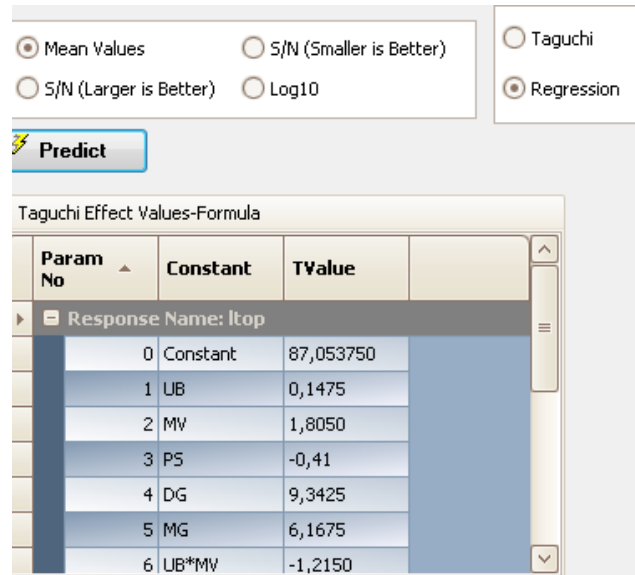 Mean Values S/N (Smaller is Better) Taguchi
S/N (Larger is Better) Log10 Regression
Predict
Taguchi Effect Values-Formula
Param No Constant TValue
Response Name: ltop
0 Constant 87,053750
1 UB 0,1475
2 MV 1,8050
3 PS -0,41
4 DG 9,3425
5 MG 6,1675
6 UB*MV -1,2150